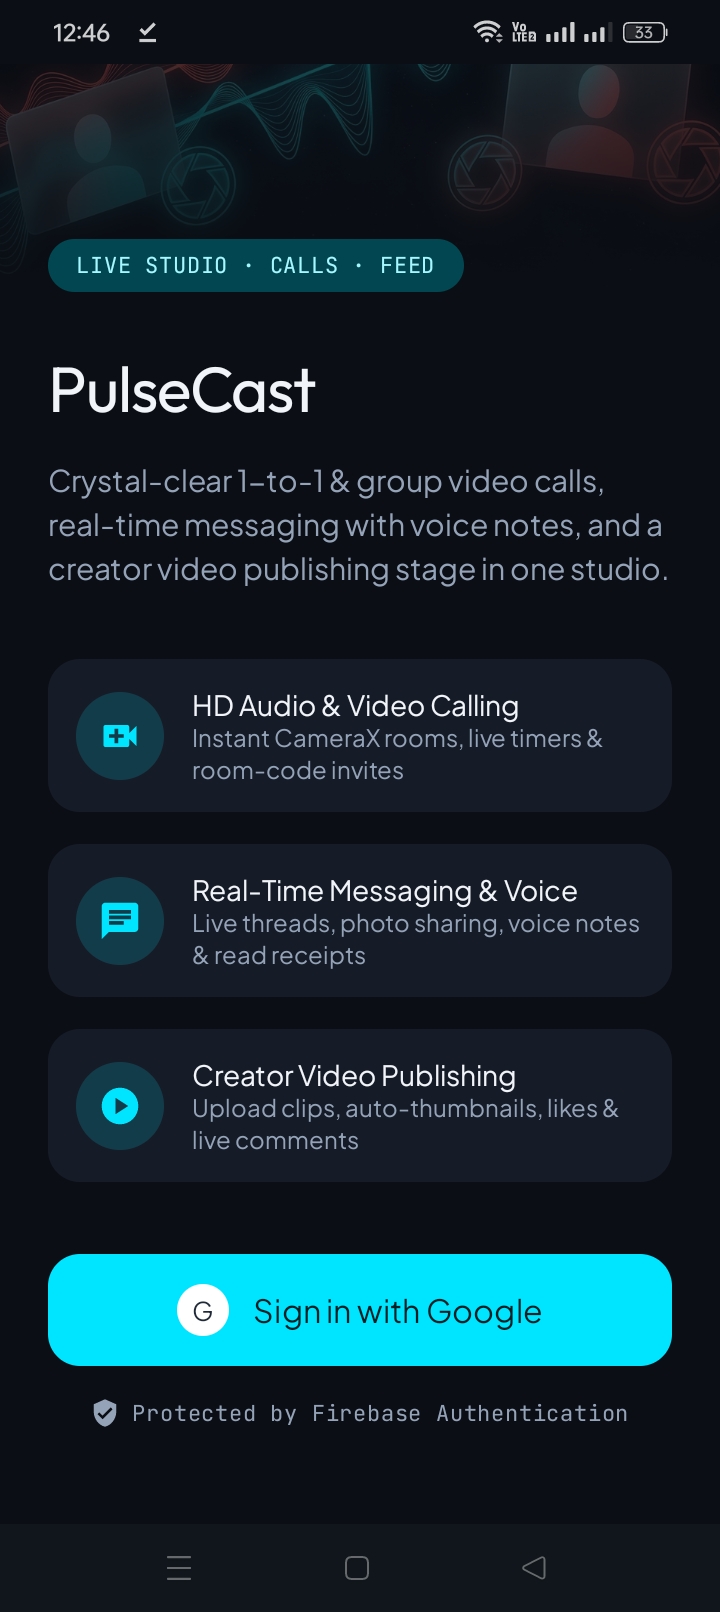 12:46
Vo
LTE2
33
LIVE STUDIO · CALLS · FEED
PulseCast
Crystal-clear 1–to-1 & group video calls,
real-time messaging with voice notes, and a
creator video publishing stage in one studio.
HD Audio & Video Calling
Instant CameraX rooms, live timers &
room-code invites
Real-Time Messaging & Voice
Live threads, photo sharing, voice notes
& read receipts
Creator Video Publishing
Upload clips, auto-thumbnails, likes &
live comments
G Sign in with Google
Protected by Firebase Authentication